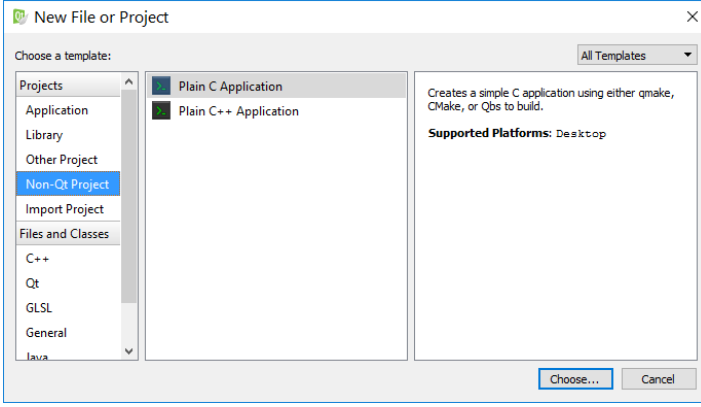 New File or Project
Choose a template:
All Templates
Projects
Application
Library
Other Project
Non-Qt Project
Import Project
Files and Classes
C++
Qt
GLSL
General
Java
Plain C Application
Plain C++ Application
Creates a simple C application using either qmake,
CMake, or Qbs to build.
Supported Platforms: Desktop
Choose...
Cancel